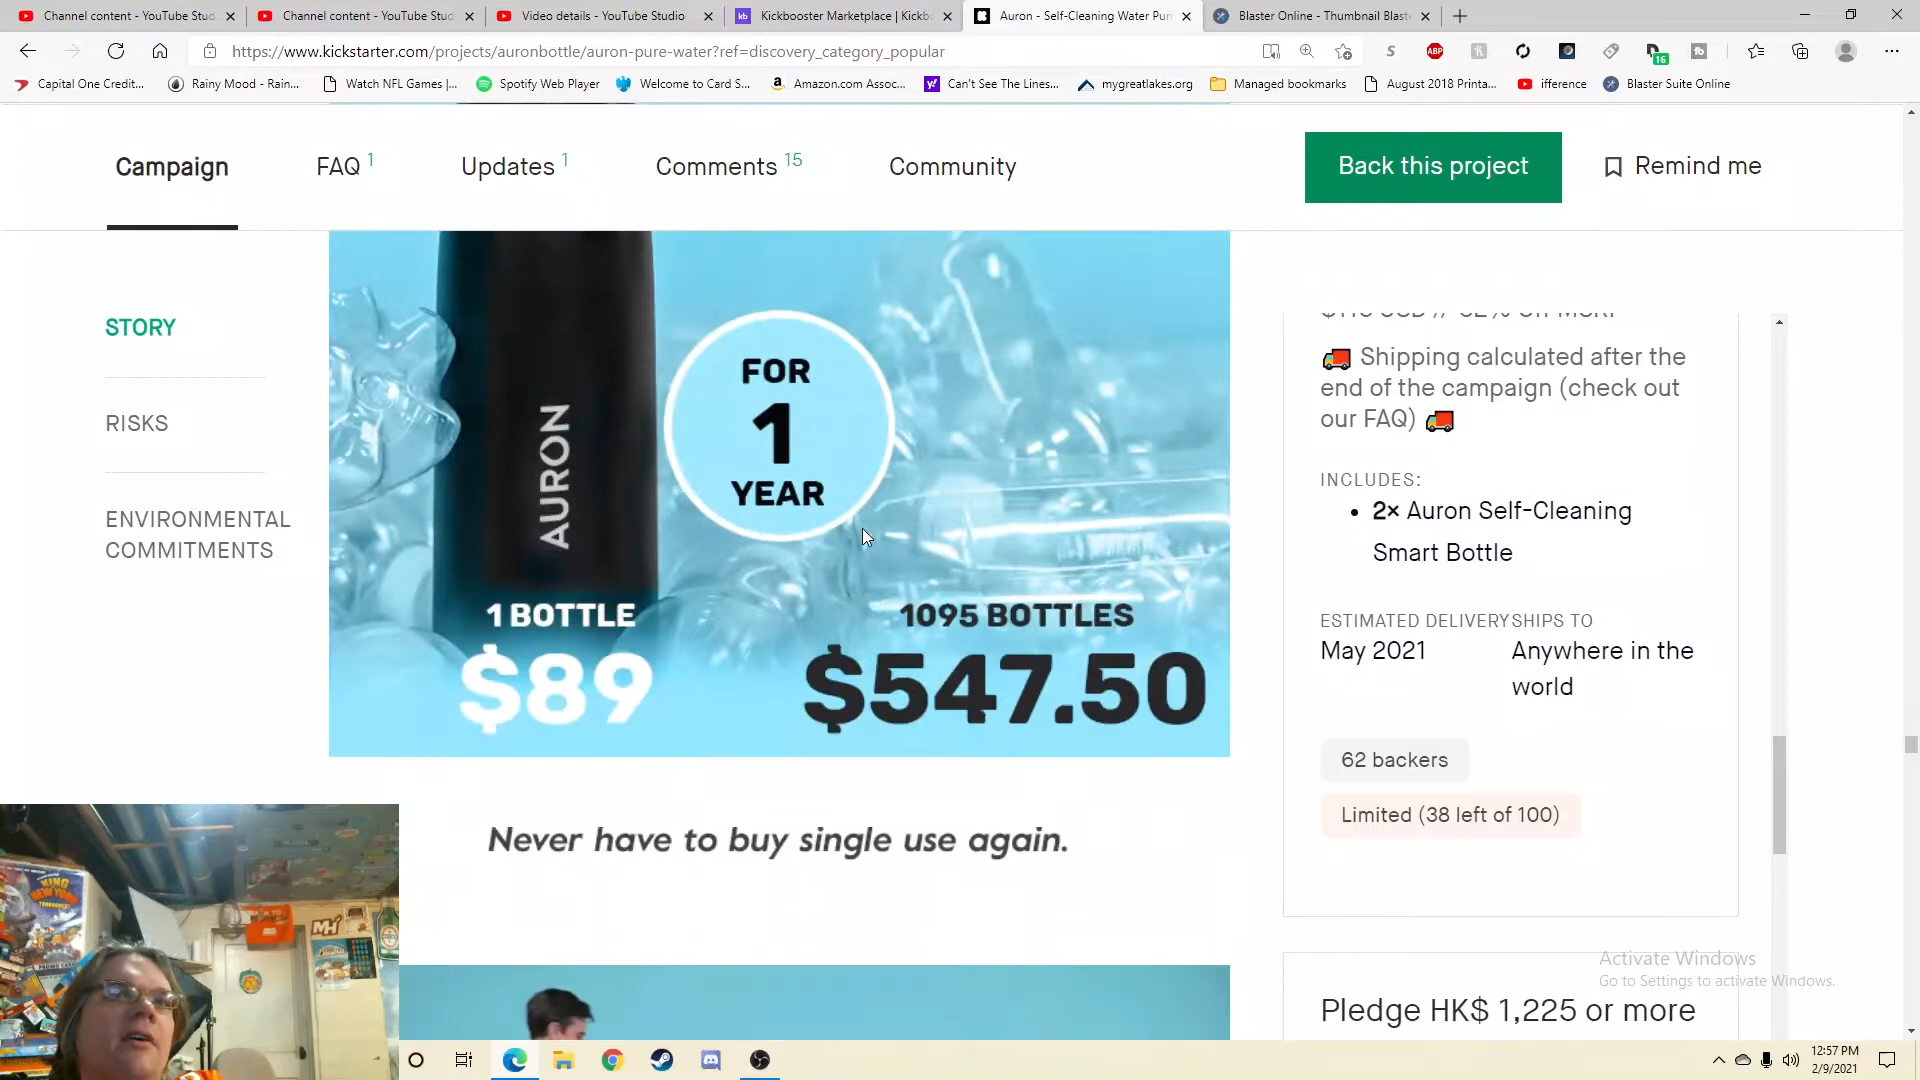 Channel content - YouTube Stud
Channel content - YouTube Stud
Video details - YouTube Studio
Kickbooster Marketplace | Kickb
Auron - Self-Cleaning Water Pur
Blaster Online - Thumbnail Blast
https://www.kickstarter.com/projects/auronbottle/auron-pure-water?ref=discovery_category_popular
ABP
16
Capital One Credit...
Rainy Mood - Rain...
Watch NFL Games |...
Spotify Web Player
Welcome to Card S...
Amazon.com Assoc...
Can't See The Lines...
mygreatlakes.org
Managed bookmarks
August 2018 Printa...
ifference
Blaster Suite Online
Campaign
FAQ 1
Updates 1
Comments 15
Community
Back this project
Remind me
STORY
RISKS
ENVIRONMENTAL
COMMITMENTS
AURON
FOR
1
YEAR
1 BOTTLE
$89
1095 BOTTLES
$547.50
Never have to buy single use again.
Shipping calculated after the
end of the campaign (check out
our FAQ)
INCLUDES:
• 2× Auron Self-Cleaning
Smart Bottle
ESTIMATED DELIVERY
May 2021
SHIPS TO
Anywhere in the
world
62 backers
Limited (38 left of 100)
Pledge HK$ 1,225 or more
Activate Windows
Go to Settings to activate Windows.
KING
NEW YORK
MH
12:57 PM
2/9/2021